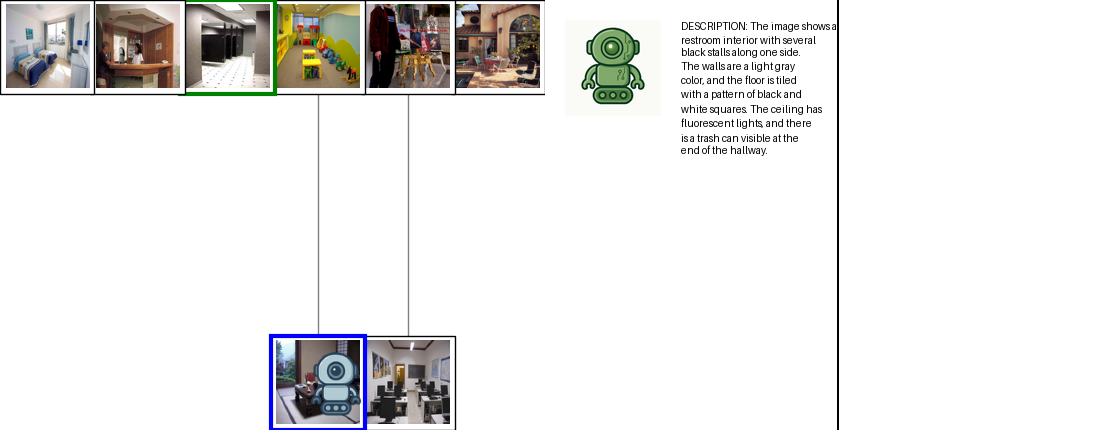 DESCRIPTION: The image shows a
restroom interior with several
black stalls along one side.
The walls are a light gray
color, and the floor is tiled
with a pattern of black and
white squares. The ceiling has
fluorescent lights, and there
is a trash can visible at the
end of the hallway.